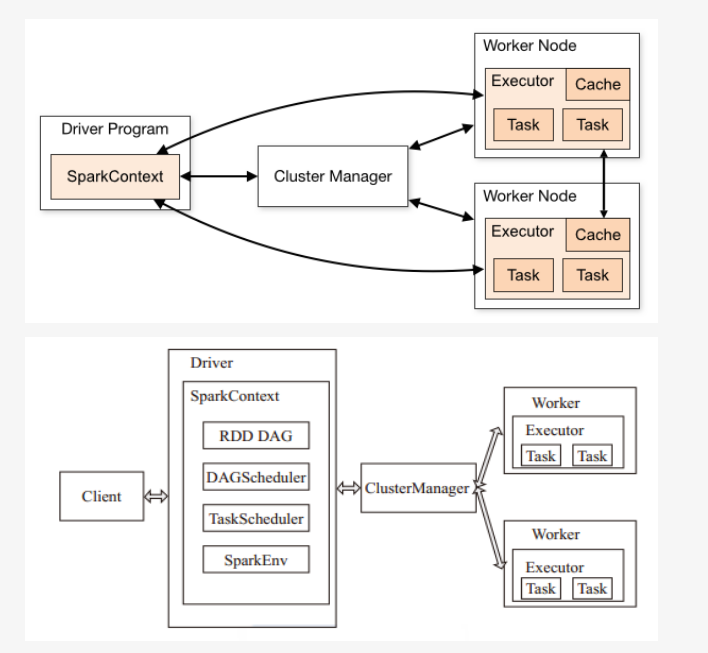 Worker Node
Executor
Cache
Task
Task
Driver Program
SparkContext
Cluster Manager
Worker Node
Executor
Cache
Task
Task
Driver
SparkContext
RDD DAG
DAGScheduler
TaskScheduler
SparkEnv
Client
ClusterManager
Worker
Executor
Task
Task
Worker
Executor
Task
Task